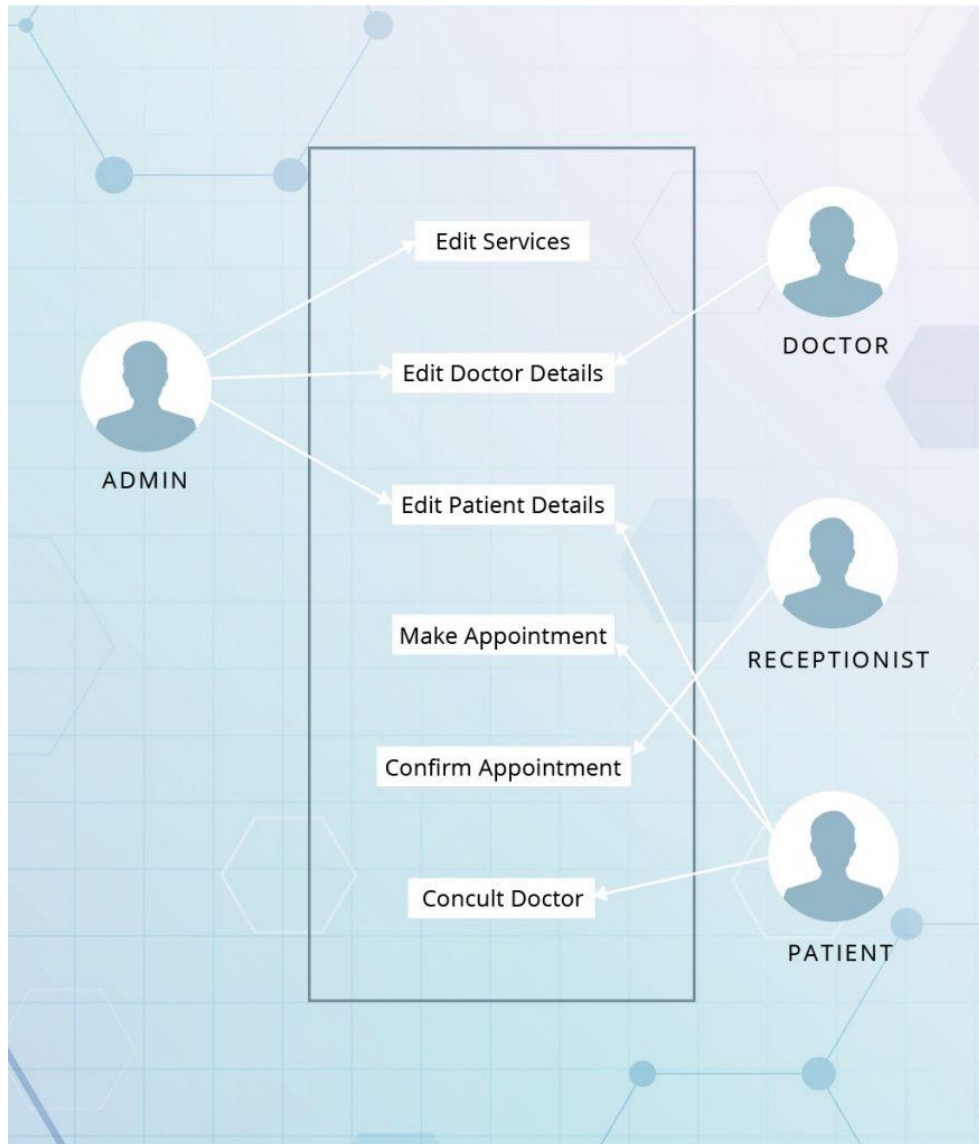 Edit Services
DOCTOR
Edit Doctor Details
ADMIN
Edit Patient Details
Make Appointment
RECEPTIONIST
Confirm Appointment
Concult Doctor
PATIENT